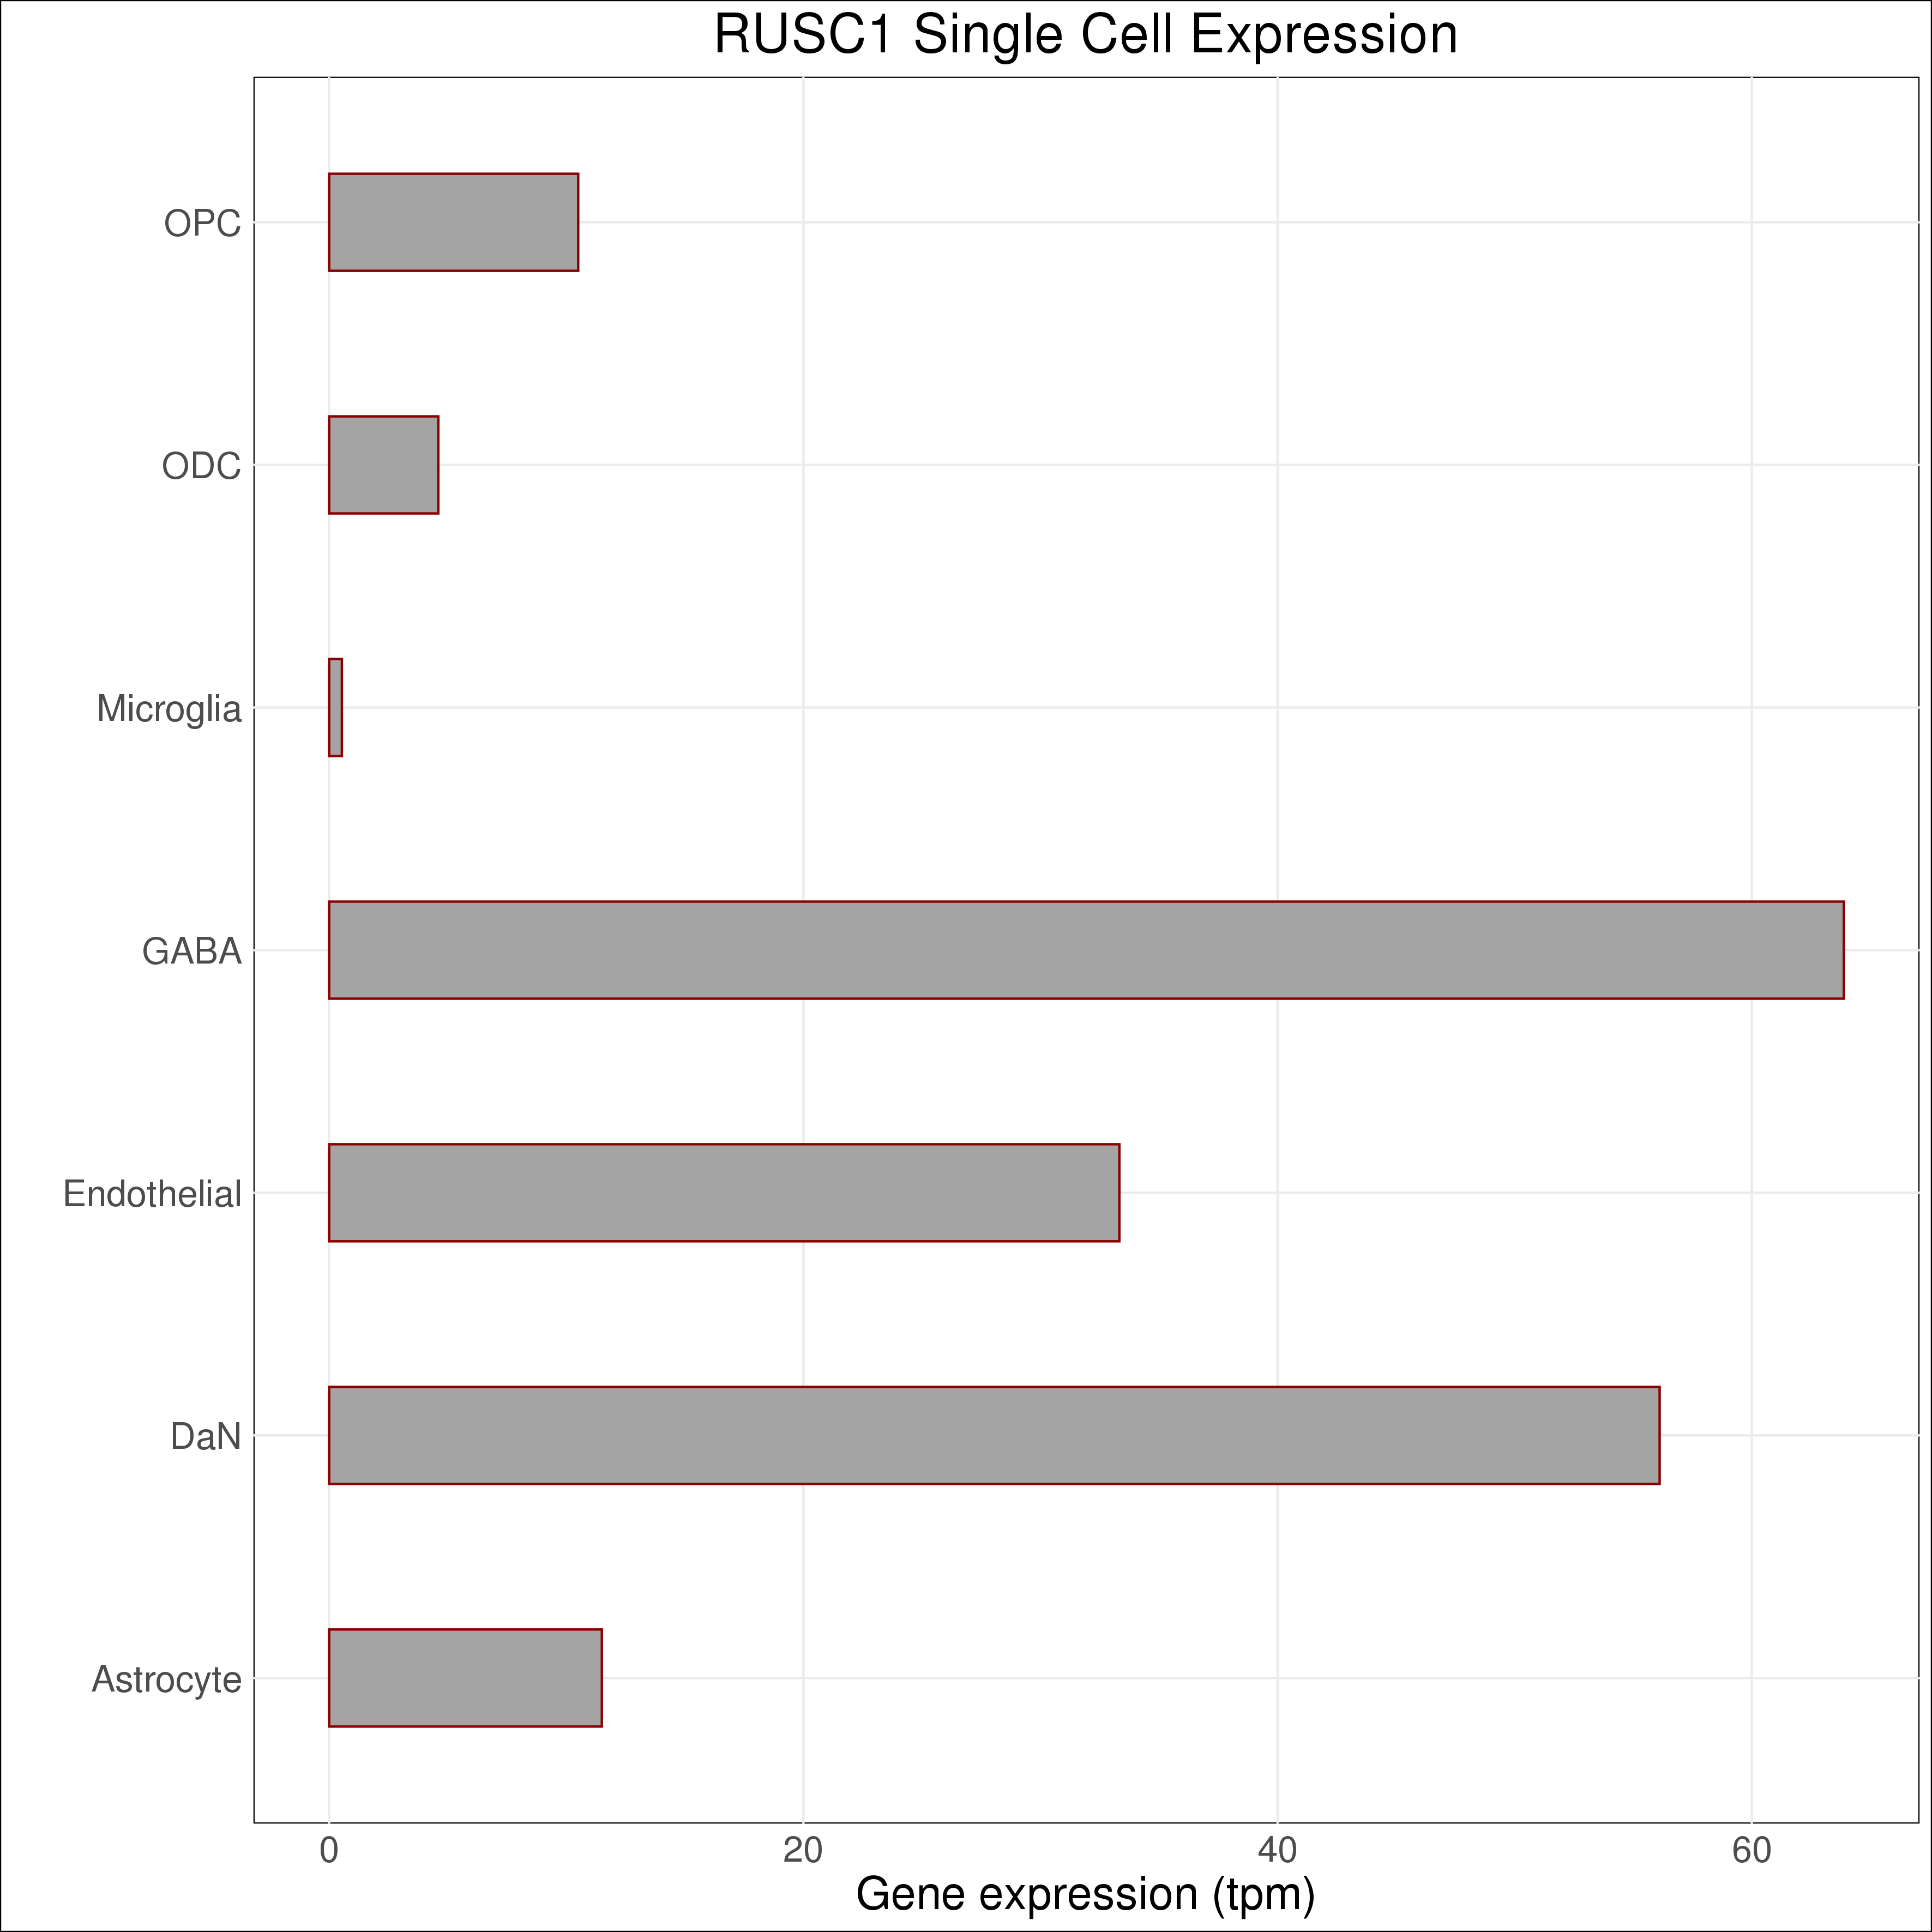 RUSC1 Single Cell Expression
OPC
ODC
Microglia
GABA
Endothelial
DaN
Astrocyte
0 20 40 60
Gene expression (tpm)